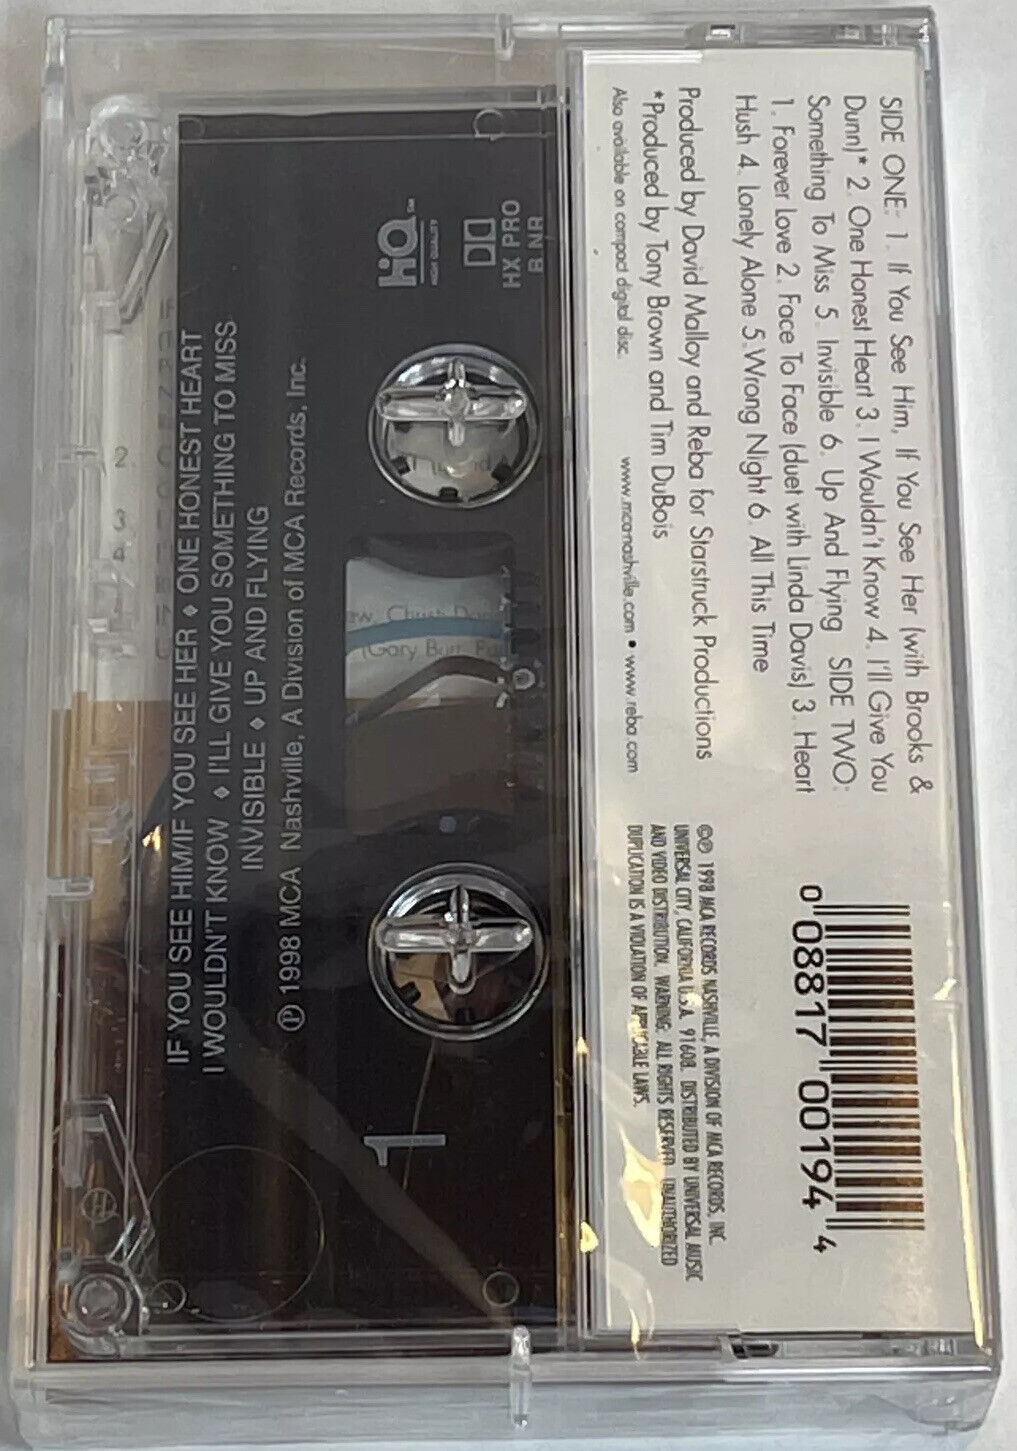 SIDE ONE: 1. If You See Him, If You See Her (with Brooks &
Dunn)* 2. One Honest Heart 3. I Wouldn't Know 4. I'll Give You
Something To Miss 5. Invisible 6. Up And Flying SIDE TWO:
1. Forever Love 2. Face To Face (duet with Linda Davis) 3. Heart
Hush 4. Lonely Alone 5. Wrong Night 6. All This Time
Produced by David Malloy and Reba for Starstruck Productions
*Produced by Tony Brown and Tim DuBois
Also available on compact digital disc.
www.mcanashville.com • www.reba.com
©℗ 1998 MCA RECORDS NASHVILLE, A DIVISION OF MCA RECORDS, INC.
UNIVERSAL CITY, CALIFORNIA U.S.A. 91608. DISTRIBUTED BY UNIVERSAL MUSIC
AND VIDEO DISTRIBUTION. WARNING: ALL RIGHTS RESERVED. UNAUTHORIZED
DUPLICATION IS A VIOLATION OF APPLICABLE LAWS.
0 08817 00194 4
B NR
HX PRO
HiQ
1
℗ 1998 MCA Nashville, A Division of MCA Records, Inc.
IF YOU SEE HIM/IF YOU SEE HER ♦ ONE HONEST HEART
I WOULDN'T KNOW ♦ I'LL GIVE YOU SOMETHING TO MISS
INVISIBLE ♦ UP AND FLYING
(Gary Burr,
2.
3.
4.